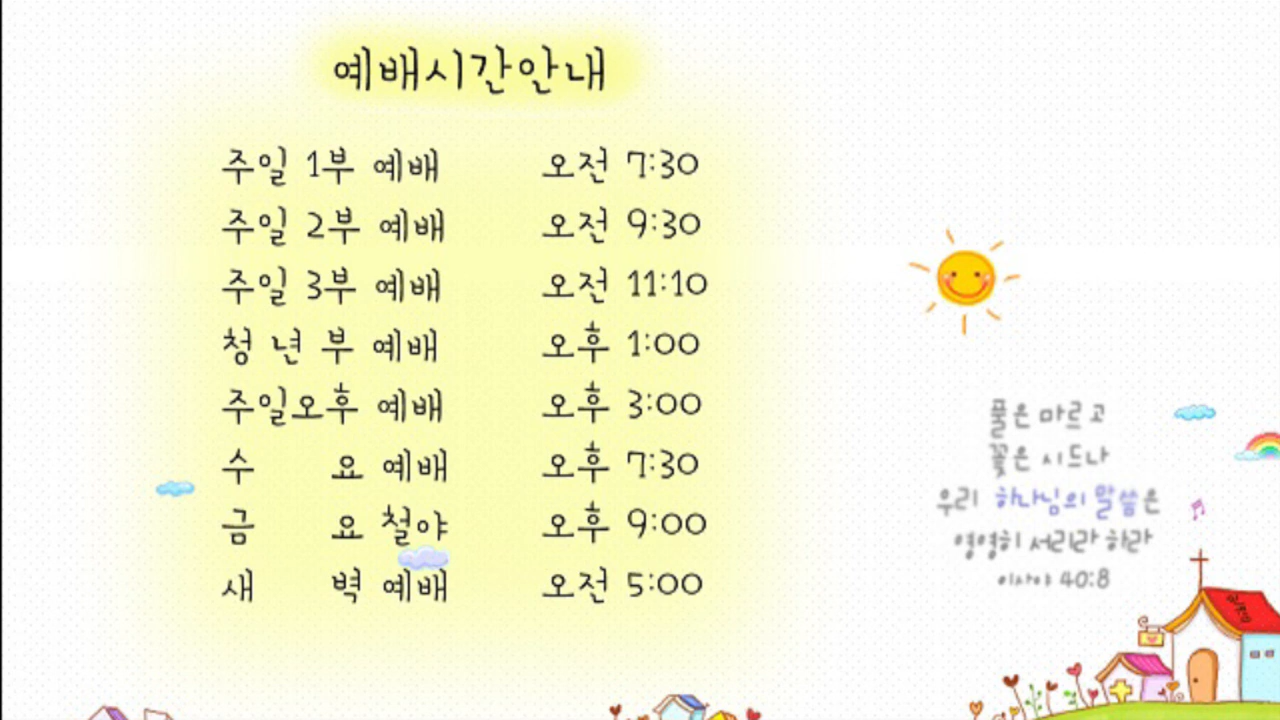 예배시간안내
주일 1부 예배 오전 7:30
주일 2부 예배 오전 9:30
주일 3부 예배 오전 11:10
청 년 부 예배 오후 1:00
주일오후 예배 오후 3:00
수 요 예배 오후 7:30
금 요 철야 오후 9:00
새 벽 예배 오전 5:00
풀은 마르고
꽃은 시드나
우리 하나님의 말씀은
영영히 서리라 하라
이사야 40:8